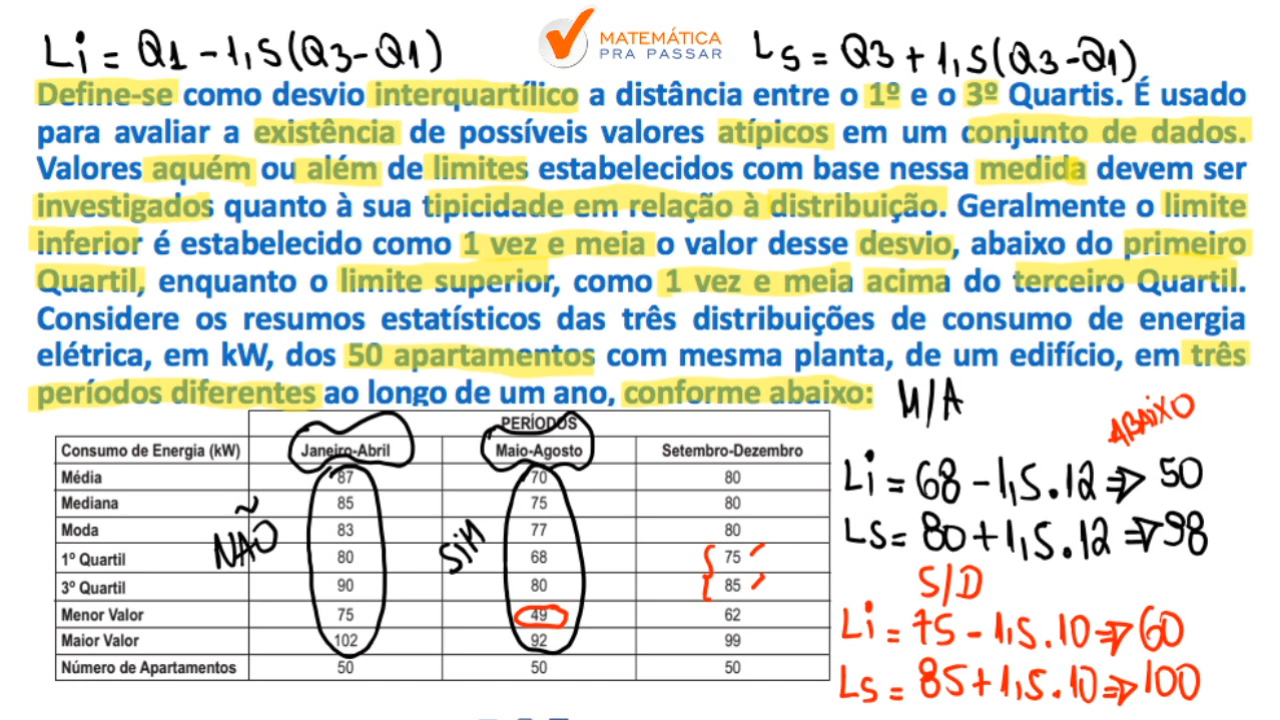 MATEMÁTICA
PRA PASSAR
Li = Q1 - 1,5(Q3-Q1)
Ls = Q3 + 1,5(Q3-Q1)
Define-se como desvio interquartílico a distância entre o 1º e o 3º Quartis. É usado
para avaliar a existência de possíveis valores atípicos em um conjunto de dados.
Valores aquém ou além de limites estabelecidos com base nessa medida devem ser
investigados quanto à sua tipicidade em relação à distribuição. Geralmente o limite
inferior é estabelecido como 1 vez e meia o valor desse desvio, abaixo do primeiro
Quartil, enquanto o limite superior, como 1 vez e meia acima do terceiro Quartil.
Considere os resumos estatísticos das três distribuições de consumo de energia
elétrica, em kW, dos 50 apartamentos com mesma planta, de um edifício, em três
períodos diferentes ao longo de um ano, conforme abaixo:
PERÍODOS
Consumo de Energia (kW) Janeiro-Abril Maio-Agosto Setembro-Dezembro
Média 87 70 80
Mediana 85 75 80
Moda 83 77 80
1º Quartil 80 68 75
3º Quartil 90 80 85
Menor Valor 75 49 62
Maior Valor 102 92 99
Número de Apartamentos 50 50 50
NÃO
SIM
M/A
ABAIXO
Li = 68 - 1,5.12 => 50
Ls = 80 + 1,5.12 => 98
S/D
Li = 75 - 1,5.10 => 60
Ls = 85 + 1,5.10 => 100